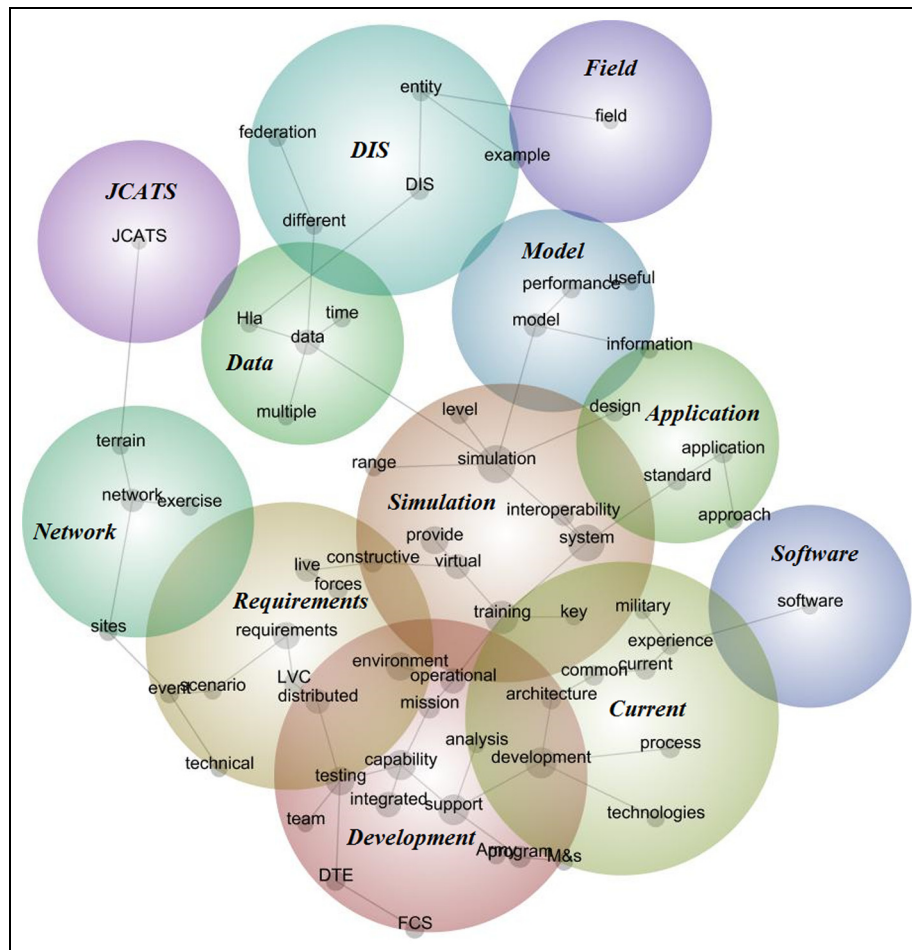 Field
entity
field
federation
DIS
example
JCATS
DIS
different
JCATS
Model
performance
useful
Hla
time
model
data
information
Data
multiple
level
design
Application
terrain
range
simulation
application
standard
network
exercise
Simulation
interoperability
approach
Network
provide
system
Software
live
constructive
virtual
forces
Requirements
training
key
military
software
sites
requirements
experience
environment
common
current
event
scenario
LVC
operational
distributed
mission
architecture
Current
analysis
process
technical
testing
capability
development
integrated
support
technologies
team
Development
Army
program
M&s
DTE
FCS